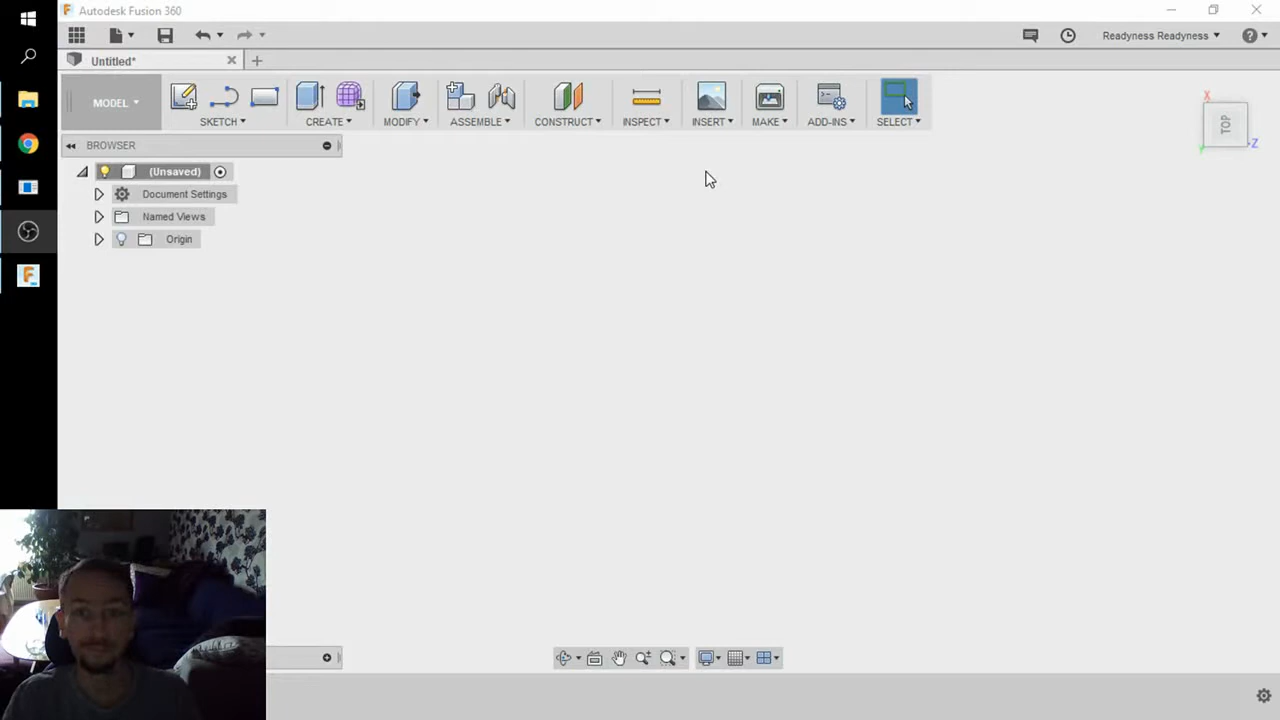 Autodesk Fusion 360
Readyness Readyness
Untitled*
MODEL
SKETCH
CREATE
MODIFY
ASSEMBLE
CONSTRUCT
INSPECT
INSERT
MAKE
ADD-INS
SELECT
X
TOP
Y
Z
BROWSER
(Unsaved)
Document Settings
Named Views
Origin